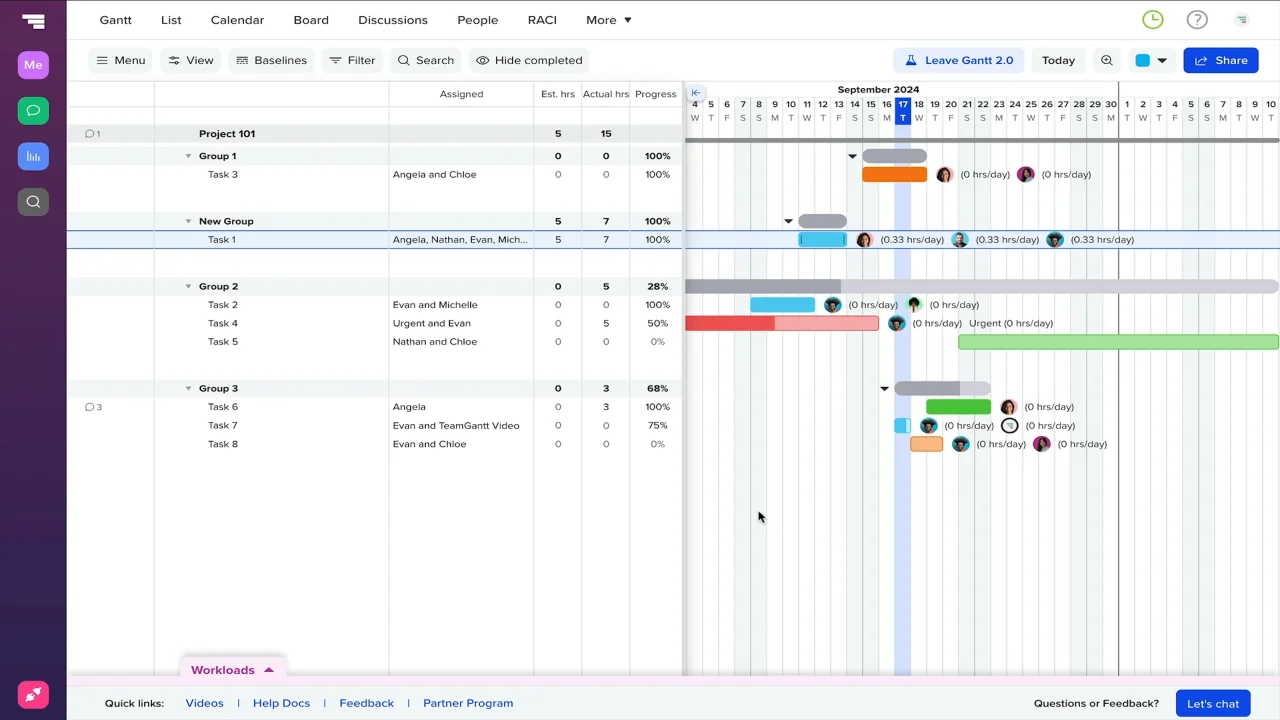 Gantt List Calendar Board Discussions People RACI More
Me
Menu View Baselines Filter Search Hide completed Leave Gantt 2.0 Today Share
Assigned Est. hrs Actual hrs Progress
September 2024
4 5 6 7 8 9 10 11 12 13 14 15 16 17 18 19 20 21 22 23 24 25 26 27 28 29 30 1 2 3 4 5 6 7 8 9 10
W T F S S M T W T F S S M T W T F S S M T W T F S S M T W T F S S M T W T
1 Project 101 5 15
Group 1 0 0 100%
Task 3 Angela and Chloe 0 0 100% (0 hrs/day) (0 hrs/day)
New Group 5 7 100%
Task 1 Angela, Nathan, Evan, Mich... 5 7 100% (0.33 hrs/day) (0.33 hrs/day) (0.33 hrs/day)
Group 2 0 5 28%
Task 2 Evan and Michelle 0 0 100% (0 hrs/day) (0 hrs/day)
Task 4 Urgent and Evan 0 5 50% (0 hrs/day) Urgent (0 hrs/day)
Task 5 Nathan and Chloe 0 0 0%
Group 3 0 3 68%
3 Task 6 Angela 0 3 100% (0 hrs/day)
Task 7 Evan and TeamGantt Video 0 0 75% (0 hrs/day) (0 hrs/day)
Task 8 Evan and Chloe 0 0 0% (0 hrs/day) (0 hrs/day)
Workloads
Quick links: Videos | Help Docs | Feedback | Partner Program Questions or Feedback? Let's chat